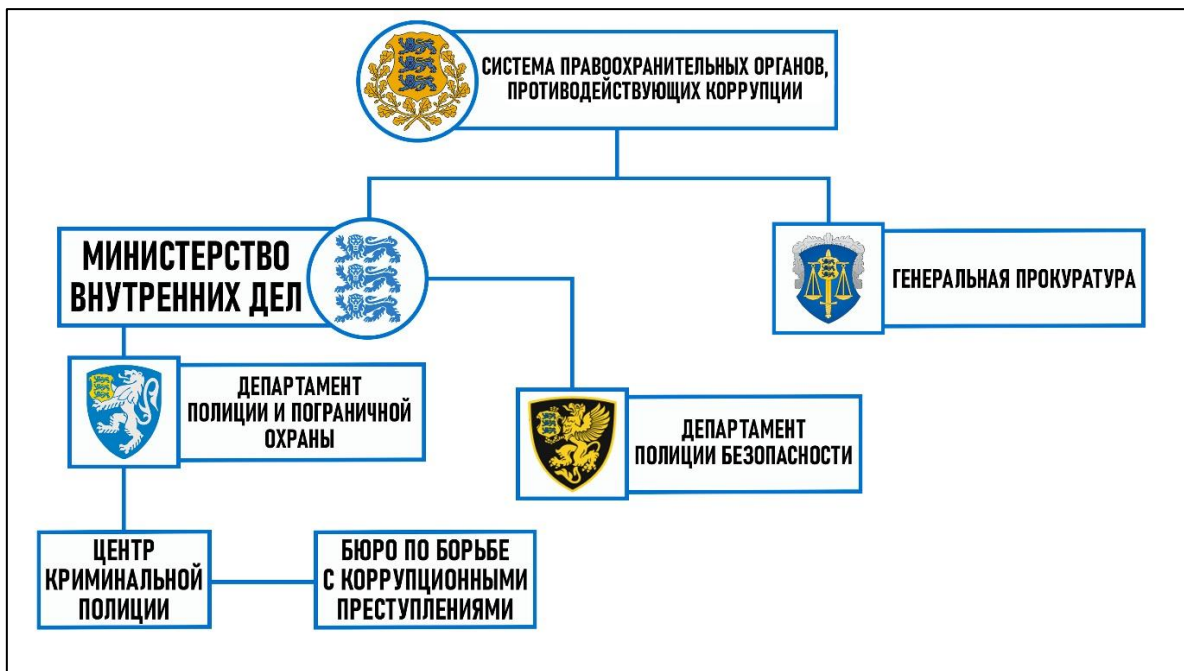 СИСТЕМА ПРАВООХРАНИТЕЛЬНЫХ ОРГАНОВ,
ПРОТИВОДЕЙСТВУЮЩИХ КОРРУПЦИИ
МИНИСТЕРСТВО
ВНУТРЕННИХ ДЕЛ
ГЕНЕРАЛЬНАЯ ПРОКУРАТУРА
ДЕПАРТАМЕНТ
ПОЛИЦИИ И ПОГРАНИЧНОЙ
ОХРАНЫ
ДЕПАРТАМЕНТ
ПОЛИЦИИ БЕЗОПАСНОСТИ
ЦЕНТР
КРИМИНАЛЬНОЙ
ПОЛИЦИИ
БЮРО ПО БОРЬБЕ
С КОРРУПЦИОННЫМИ
ПРЕСТУПЛЕНИЯМИ